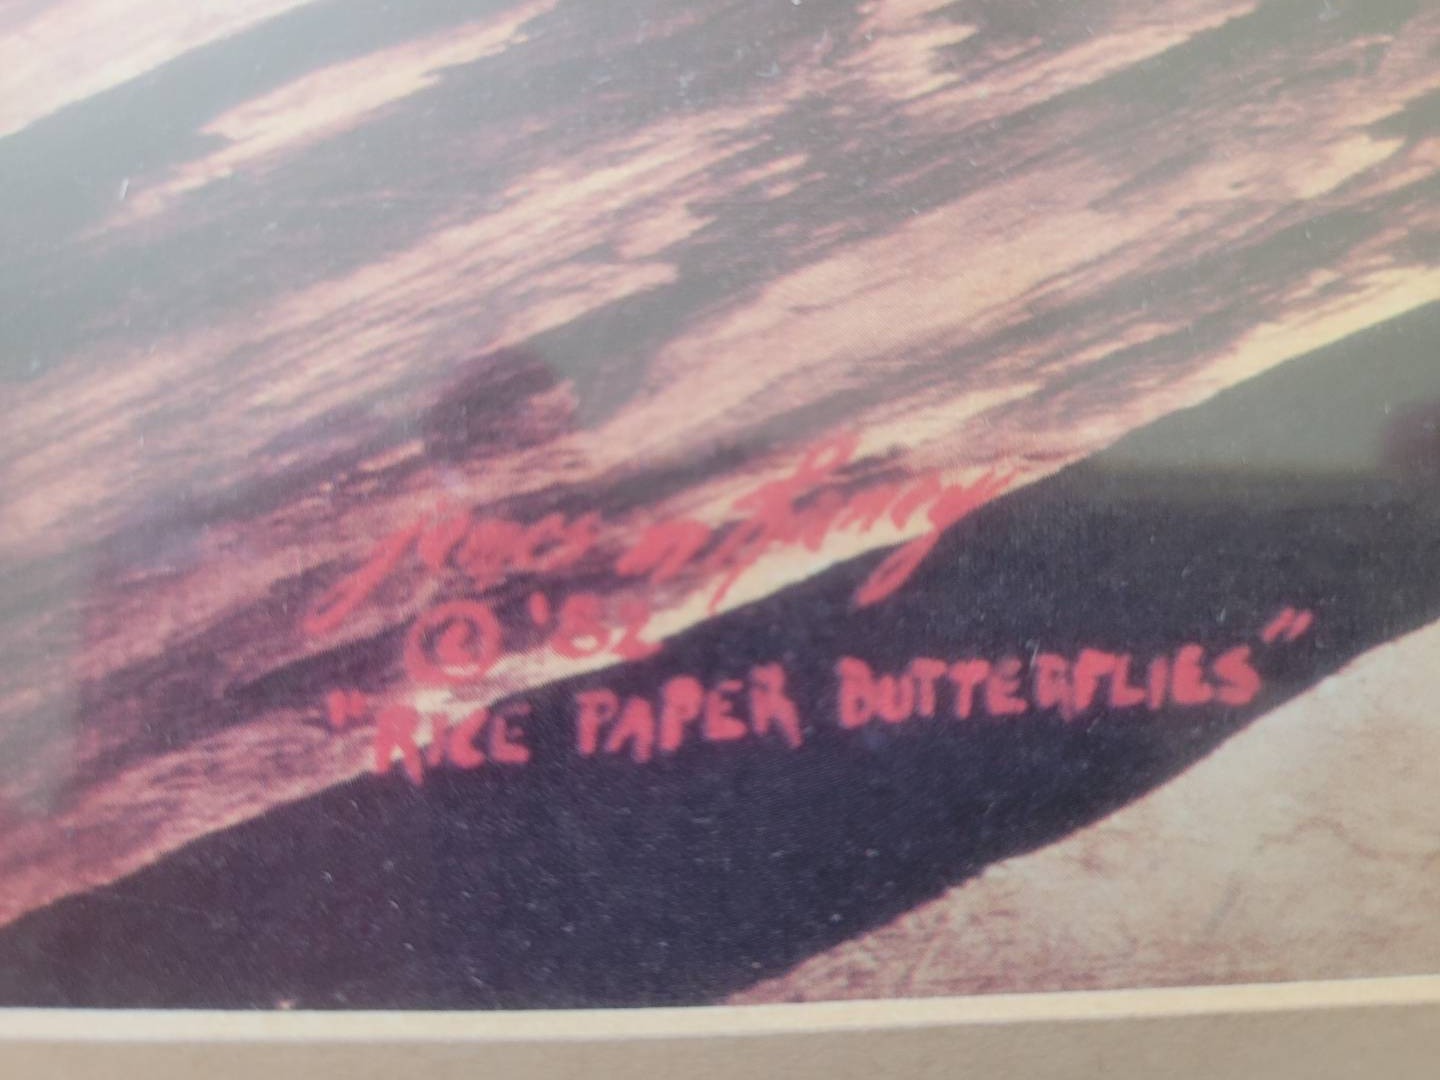 © '82
"RICE PAPER BUTTERFLIES"